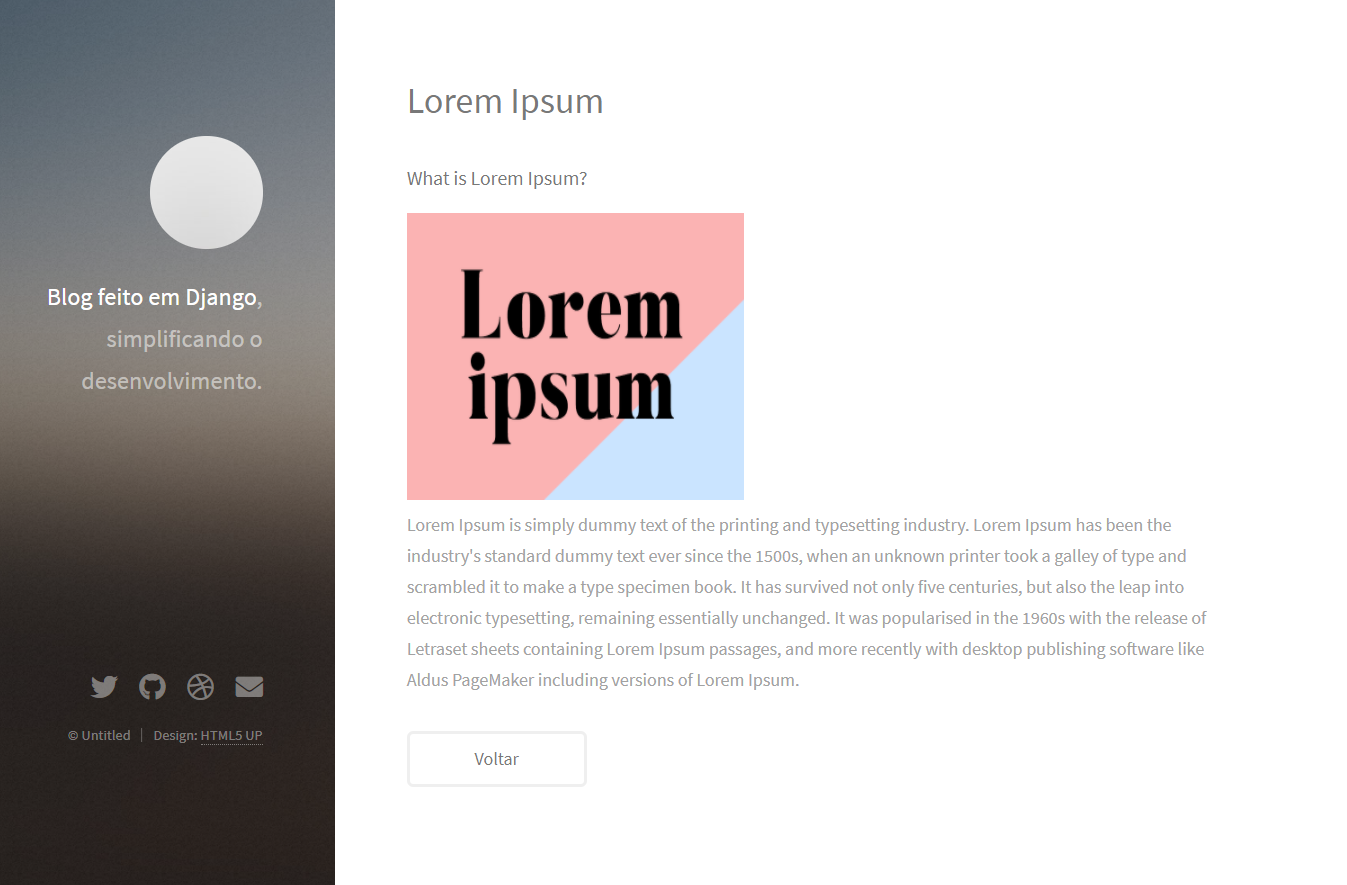 Blog feito em Django,
simplificando o
desenvolvimento.
© Untitled | Design: HTML5 UP
Lorem Ipsum
What is Lorem Ipsum?
Lorem
ipsum
Lorem Ipsum is simply dummy text of the printing and typesetting industry. Lorem Ipsum has been the
industry's standard dummy text ever since the 1500s, when an unknown printer took a galley of type and
scrambled it to make a type specimen book. It has survived not only five centuries, but also the leap into
electronic typesetting, remaining essentially unchanged. It was popularised in the 1960s with the release of
Letraset sheets containing Lorem Ipsum passages, and more recently with desktop publishing software like
Aldus PageMaker including versions of Lorem Ipsum.
Voltar